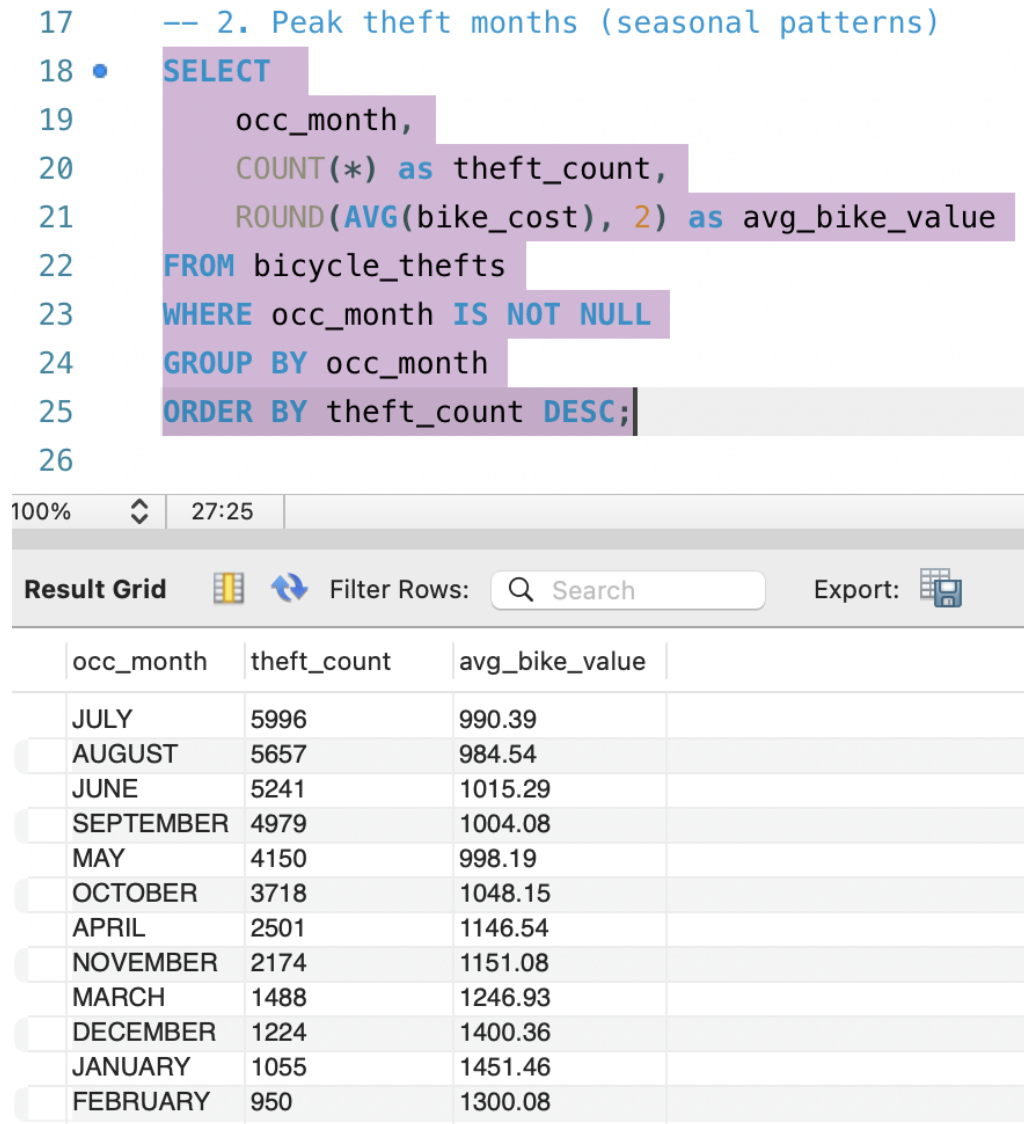 17 -- 2. Peak theft months (seasonal patterns)
18 SELECT
19 occ_month,
20 COUNT(*) as theft_count,
21 ROUND(AVG(bike_cost), 2) as avg_bike_value
22 FROM bicycle_thefts
23 WHERE occ_month IS NOT NULL
24 GROUP BY occ_month
25 ORDER BY theft_count DESC;
26
100% 27:25
Result Grid Filter Rows: Search Export:
occ_month theft_count avg_bike_value
JULY 5996 990.39
AUGUST 5657 984.54
JUNE 5241 1015.29
SEPTEMBER 4979 1004.08
MAY 4150 998.19
OCTOBER 3718 1048.15
APRIL 2501 1146.54
NOVEMBER 2174 1151.08
MARCH 1488 1246.93
DECEMBER 1224 1400.36
JANUARY 1055 1451.46
FEBRUARY 950 1300.08